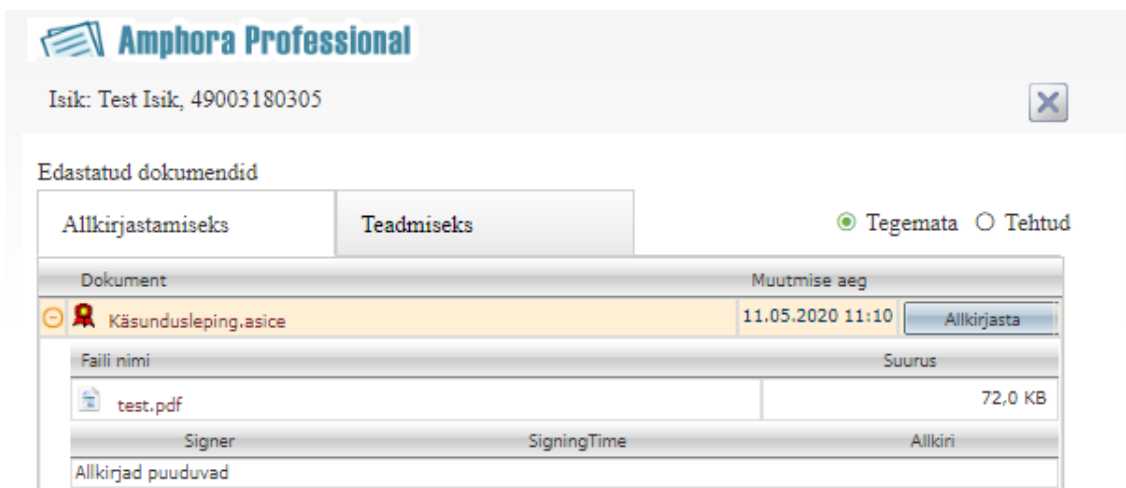 Amphora Professional
Isik: Test Isik, 49003180305
Edastatud dokumendid
Allkirjastamiseks Teadmiseks Tegemata Tehtud
Dokument Muutmise aeg
Käsundusleping.asice 11.05.2020 11:10 Allkirjasta
Faili nimi Suurus
test.pdf 72,0 KB
Signer SigningTime Allkiri
Allkirjad puuduvad